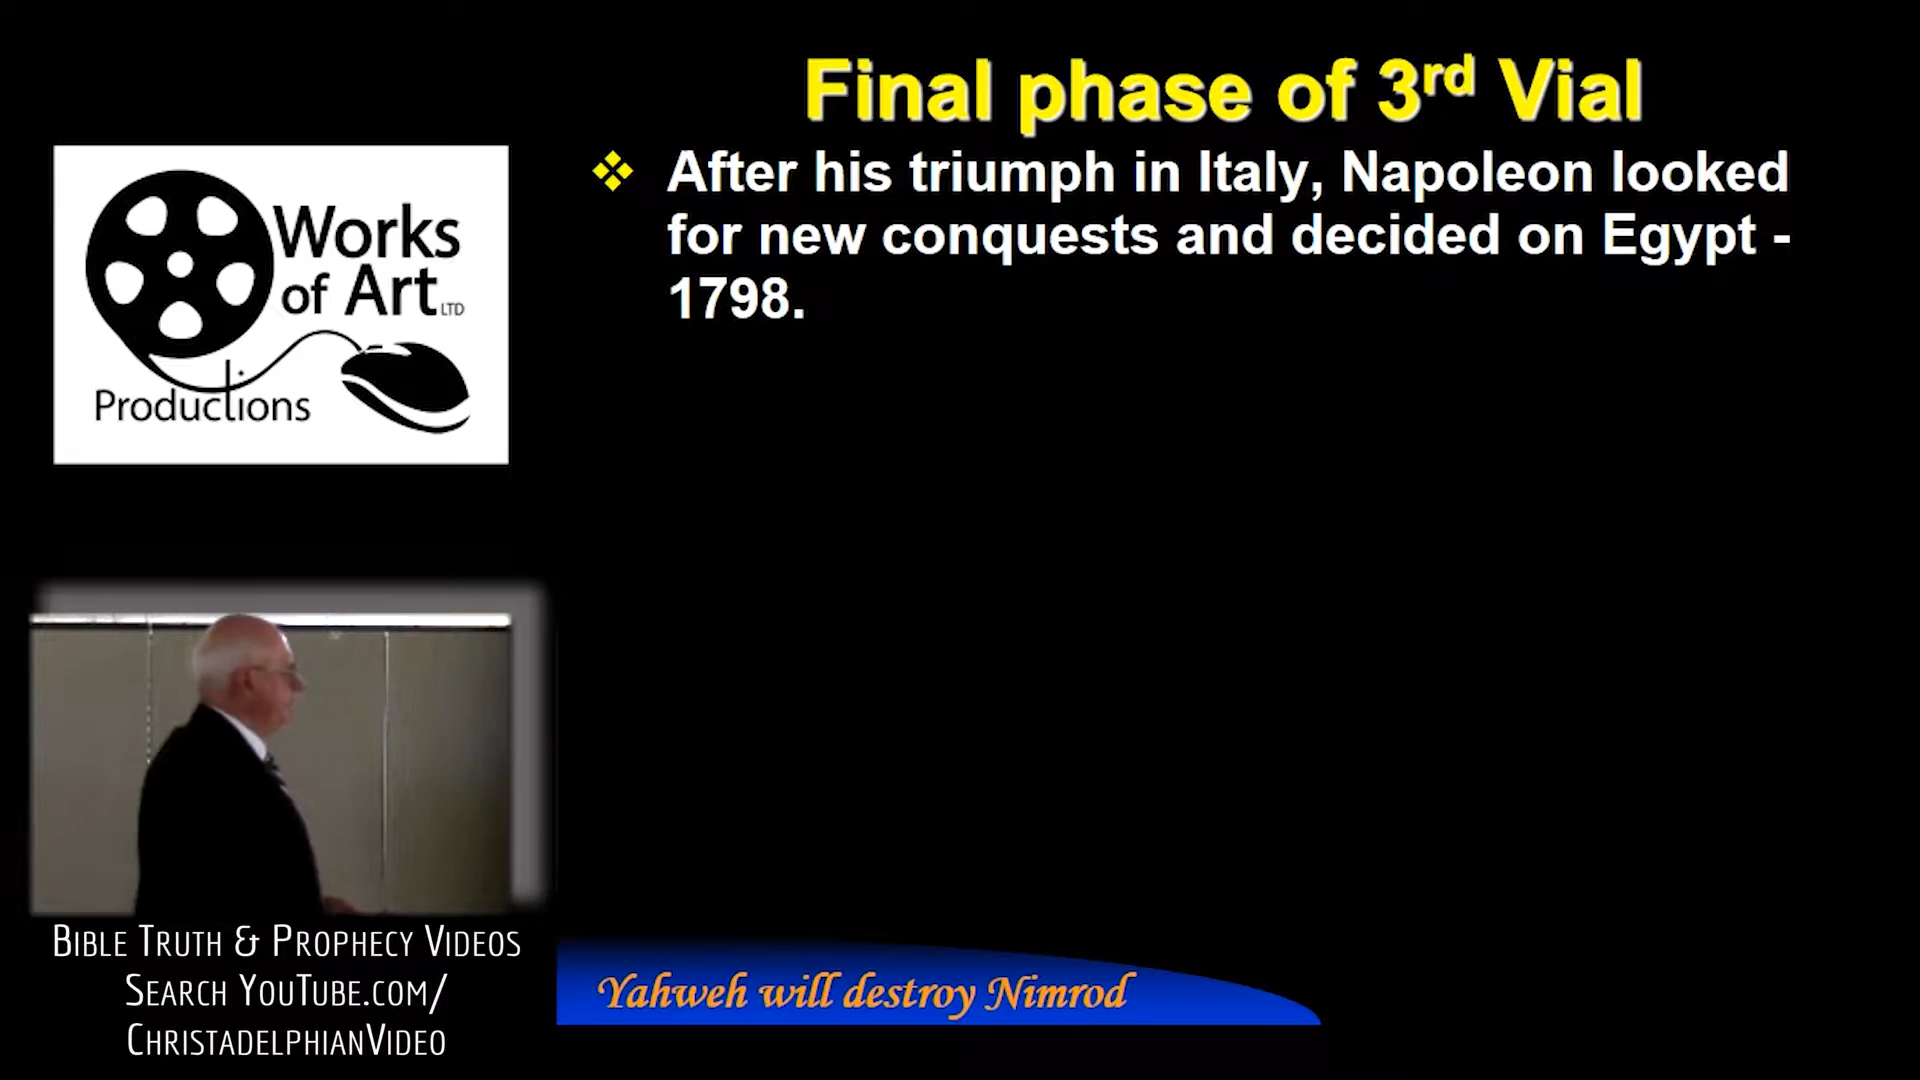 Final phase of 3rd Vial
❖ After his triumph in Italy, Napoleon looked
for new conquests and decided on Egypt -
1798.
Works
of Art LTD
Productions
BIBLE TRUTH & PROPHECY VIDEOS
SEARCH YOUTUBE.COM/
CHRISTADELPHIANVIDEO
Yahweh will destroy Nimrod